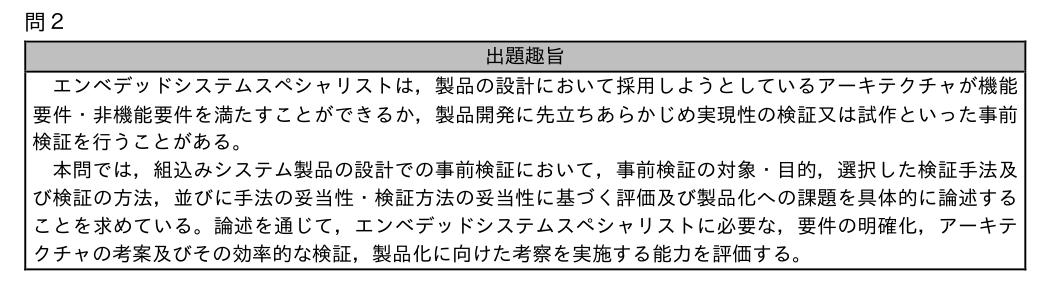 問２
出題趣旨
エンベデッドシステムスペシャリストは，製品の設計において採用しようとしているアーキテクチャが機能
要件・非機能要件を満たすことができるか，製品開発に先立ちあらかじめ実現性の検証又は試作といった事前
検証を行うことがある。
本問では，組込みシステム製品の設計での事前検証において，事前検証の対象・目的，選択した検証手法及
び検証の方法，並びに手法の妥当性・検証方法の妥当性に基づく評価及び製品化への課題を具体的に論述する
ことを求めている。論述を通じて，エンベデッドシステムスペシャリストに必要な，要件の明確化，アーキテ
クチャの考案及びその効率的な検証，製品化に向けた考察を実施する能力を評価する。